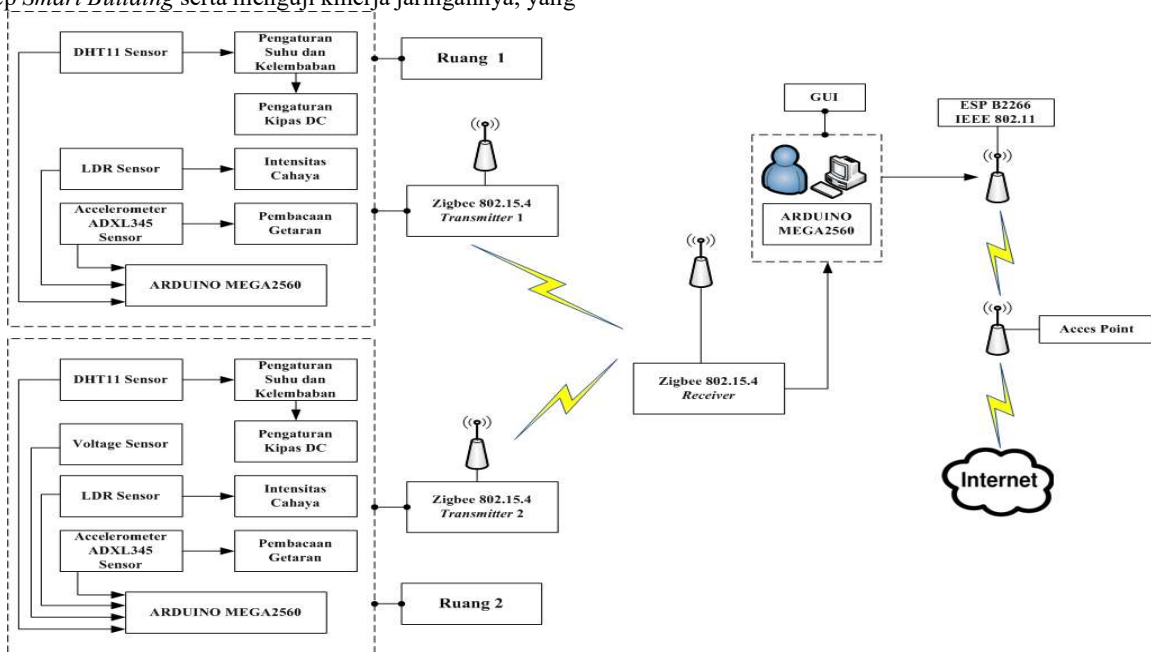 ep Smart Building serta menguji kinerja jaringannya, yang
DHT11 Sensor
Pengaturan
Suhu dan
Kelembaban
Pengaturan
Kipas DC
LDR Sensor
Intensitas
Cahaya
Accelerometer
ADXL345
Sensor
Pembacaan
Getaran
ARDUINO MEGA2560
Ruang 1
Zigbee 802.15.4
Transmitter 1
DHT11 Sensor
Pengaturan
Suhu dan
Kelembaban
Pengaturan
Kipas DC
Voltage Sensor
LDR Sensor
Intensitas
Cahaya
Accelerometer
ADXL345
Sensor
Pembacaan
Getaran
ARDUINO MEGA2560
Zigbee 802.15.4
Transmitter 2
Ruang 2
Zigbee 802.15.4
Receiver
GUI
ARDUINO
MEGA2560
ESP B2266
IEEE 802.11
Acces Point
Internet